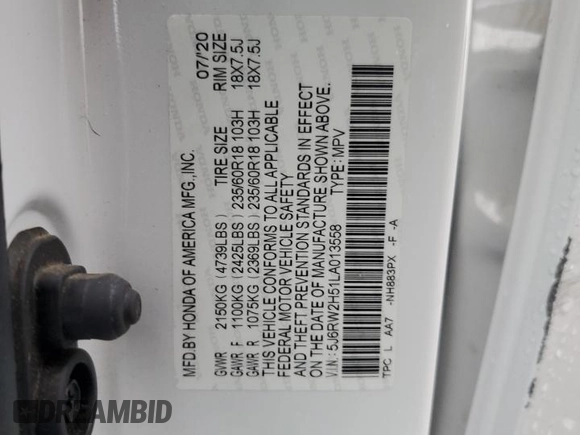 MFD.BY HONDA OF AMERICA MFG.,INC. 07/'20
TIRE SIZE RIM SIZE
GVWR 2150KG ( 4739LBS )
GAWR F 1100KG ( 2425LBS ) 235/60R18 103H 18X7.5J
GAWR R 1075KG ( 2369LBS ) 235/60R18 103H 18X7.5J
THIS VEHICLE CONFORMS TO ALL APPLICABLE
FEDERAL MOTOR VEHICLE SAFETY
AND THEFT PREVENTION STANDARDS IN EFFECT
ON THE DATE OF MANUFACTURE SHOWN ABOVE.
V.I.N.: 5J6RW2H51LA013558 TYPE: MPV
TPC L AA7 -NH883PX -F -A
DREAMBID